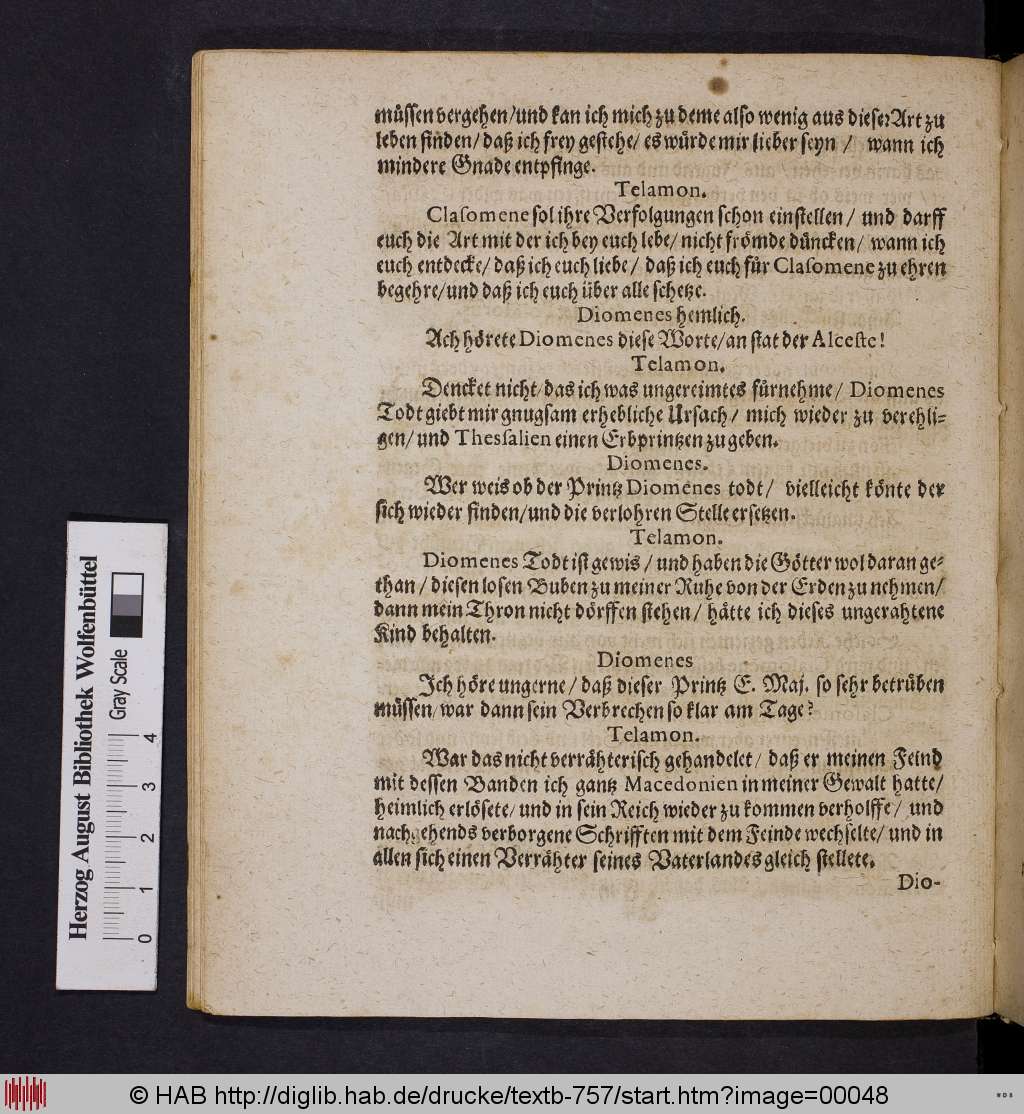 müssen vergehen/und kan ich mich zu deme also wenig aus dieser Art zu
leben finden/ daß ich frey gestehe/ es würde mir lieber seyn / wann ich
mindere Gnade entpfinge.
Telamon.
Clasomene sol ihre Verfolgungen schon einstellen/ und darff
euch die Art mit der ich bey euch lebe/ nicht frömde düncken/ wann ich
euch entdecke/ daß ich euch liebe/ daß ich euch für Clasomene zu ehren
begehre/und daß ich euch über alle schetze.
Diomenes hemlich.
Ach hörete Diomenes diese Worte/an stat der Alceste!
Telamon.
Dencket nicht/das ich was ungereimtes fürnehme/ Diomenes
Todt giebt mir gnugsam erhebliche Ursach/ mich wieder zu verehli-
gen/ und Thessalien einen Erbprintzen zu geben.
Diomenes.
Wer weis ob der Printz Diomenes todt/ vielleicht könte der
sich wieder finden/und die verlohren Stelle ersetzen.
Telamon.
Diomenes Todt ist gewis / und haben die Götter wol daran ge-
than/ diesen losen Buben zu meiner Ruhe von der Erden zu nehmen/
dann mein Thron nicht dörffen stehen/ hätte ich dieses ungerahtene
Kind behalten.
Diomenes
Ich höre ungerne/ daß dieser Printz E. Maj. so sehr betrüben
müssen/war dann sein Verbrechen so klar am Tage?
Telamon.
War das nicht verrähterisch gehandelet/ daß er meinen Feind
mit dessen Banden ich gantz Macedonien in meiner Gewalt hatte/
heimlich erlösete/ und in sein Reich wieder zu kommen verholffe/ und
nachgehends verborgene Schrifften mit dem Feinde wechselte/ und in
allen sich einen Verrähter seines Vaterlandes gleich stellete.
Dio-
Herzog August Bibliothek Wolfenbüttel
Gray Scale
0 1 2 3 4
© HAB http://diglib.hab.de/drucke/textb-757/start.htm?image=00048